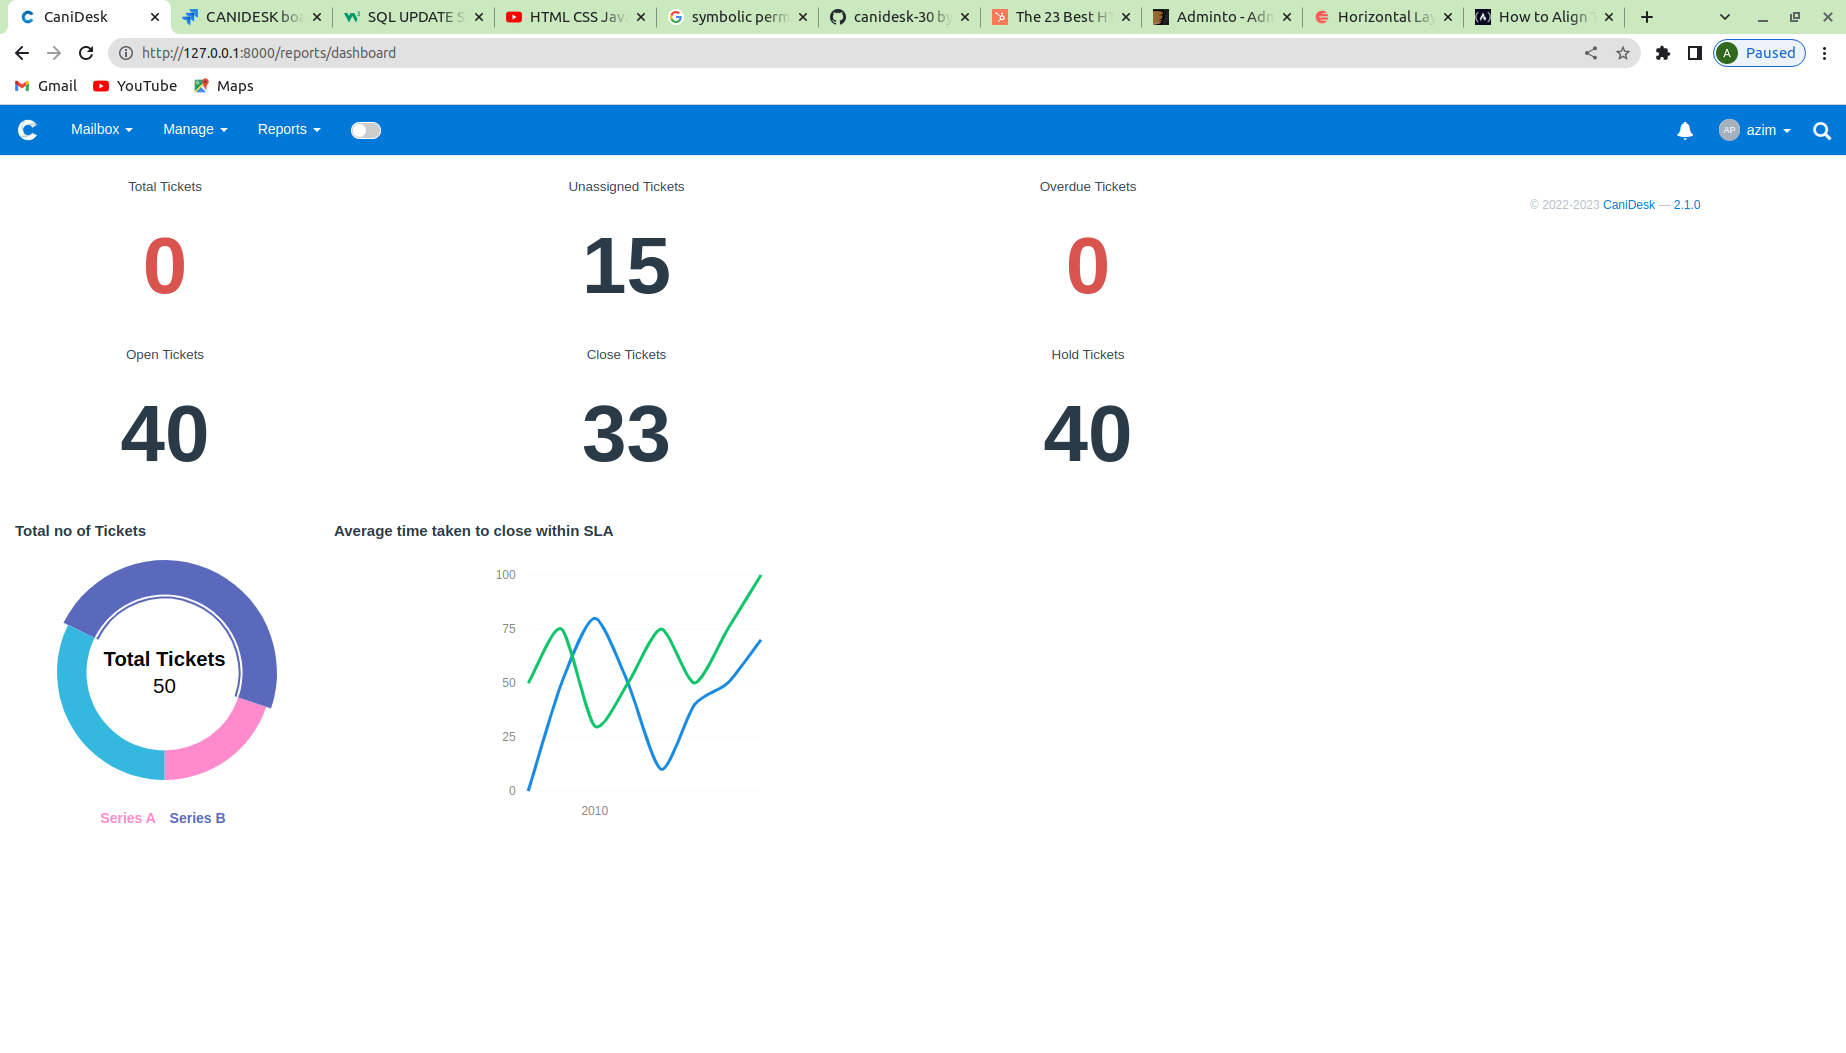 CaniDesk
CANIDESK boa
SQL UPDATE S
HTML CSS Jav
symbolic perm
canidesk-30 by
The 23 Best HT
Adminto - Adm
Horizontal Lay
How to Align T
http://127.0.0.1:8000/reports/dashboard
A
Paused
Gmail
YouTube
Maps
Mailbox
Manage
Reports
AP
azim
Total Tickets
Unassigned Tickets
Overdue Tickets
© 2022-2023 CaniDesk — 2.1.0
0
15
0
Open Tickets
Close Tickets
Hold Tickets
40
33
40
Total no of Tickets
Average time taken to close within SLA
Total Tickets
50
Series A
Series B
100
75
50
25
0
2010